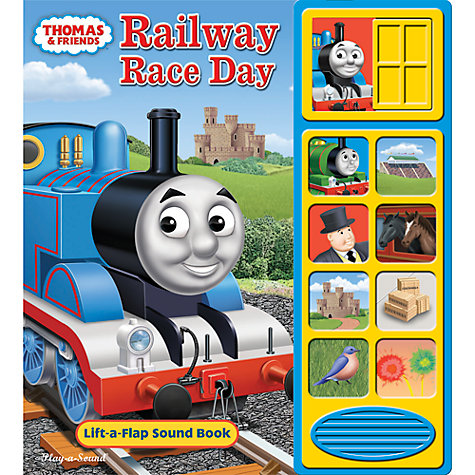 THOMAS
& FRIENDS
Railway
Race Day
Lift-a-Flap Sound Book
Play-a-Sound